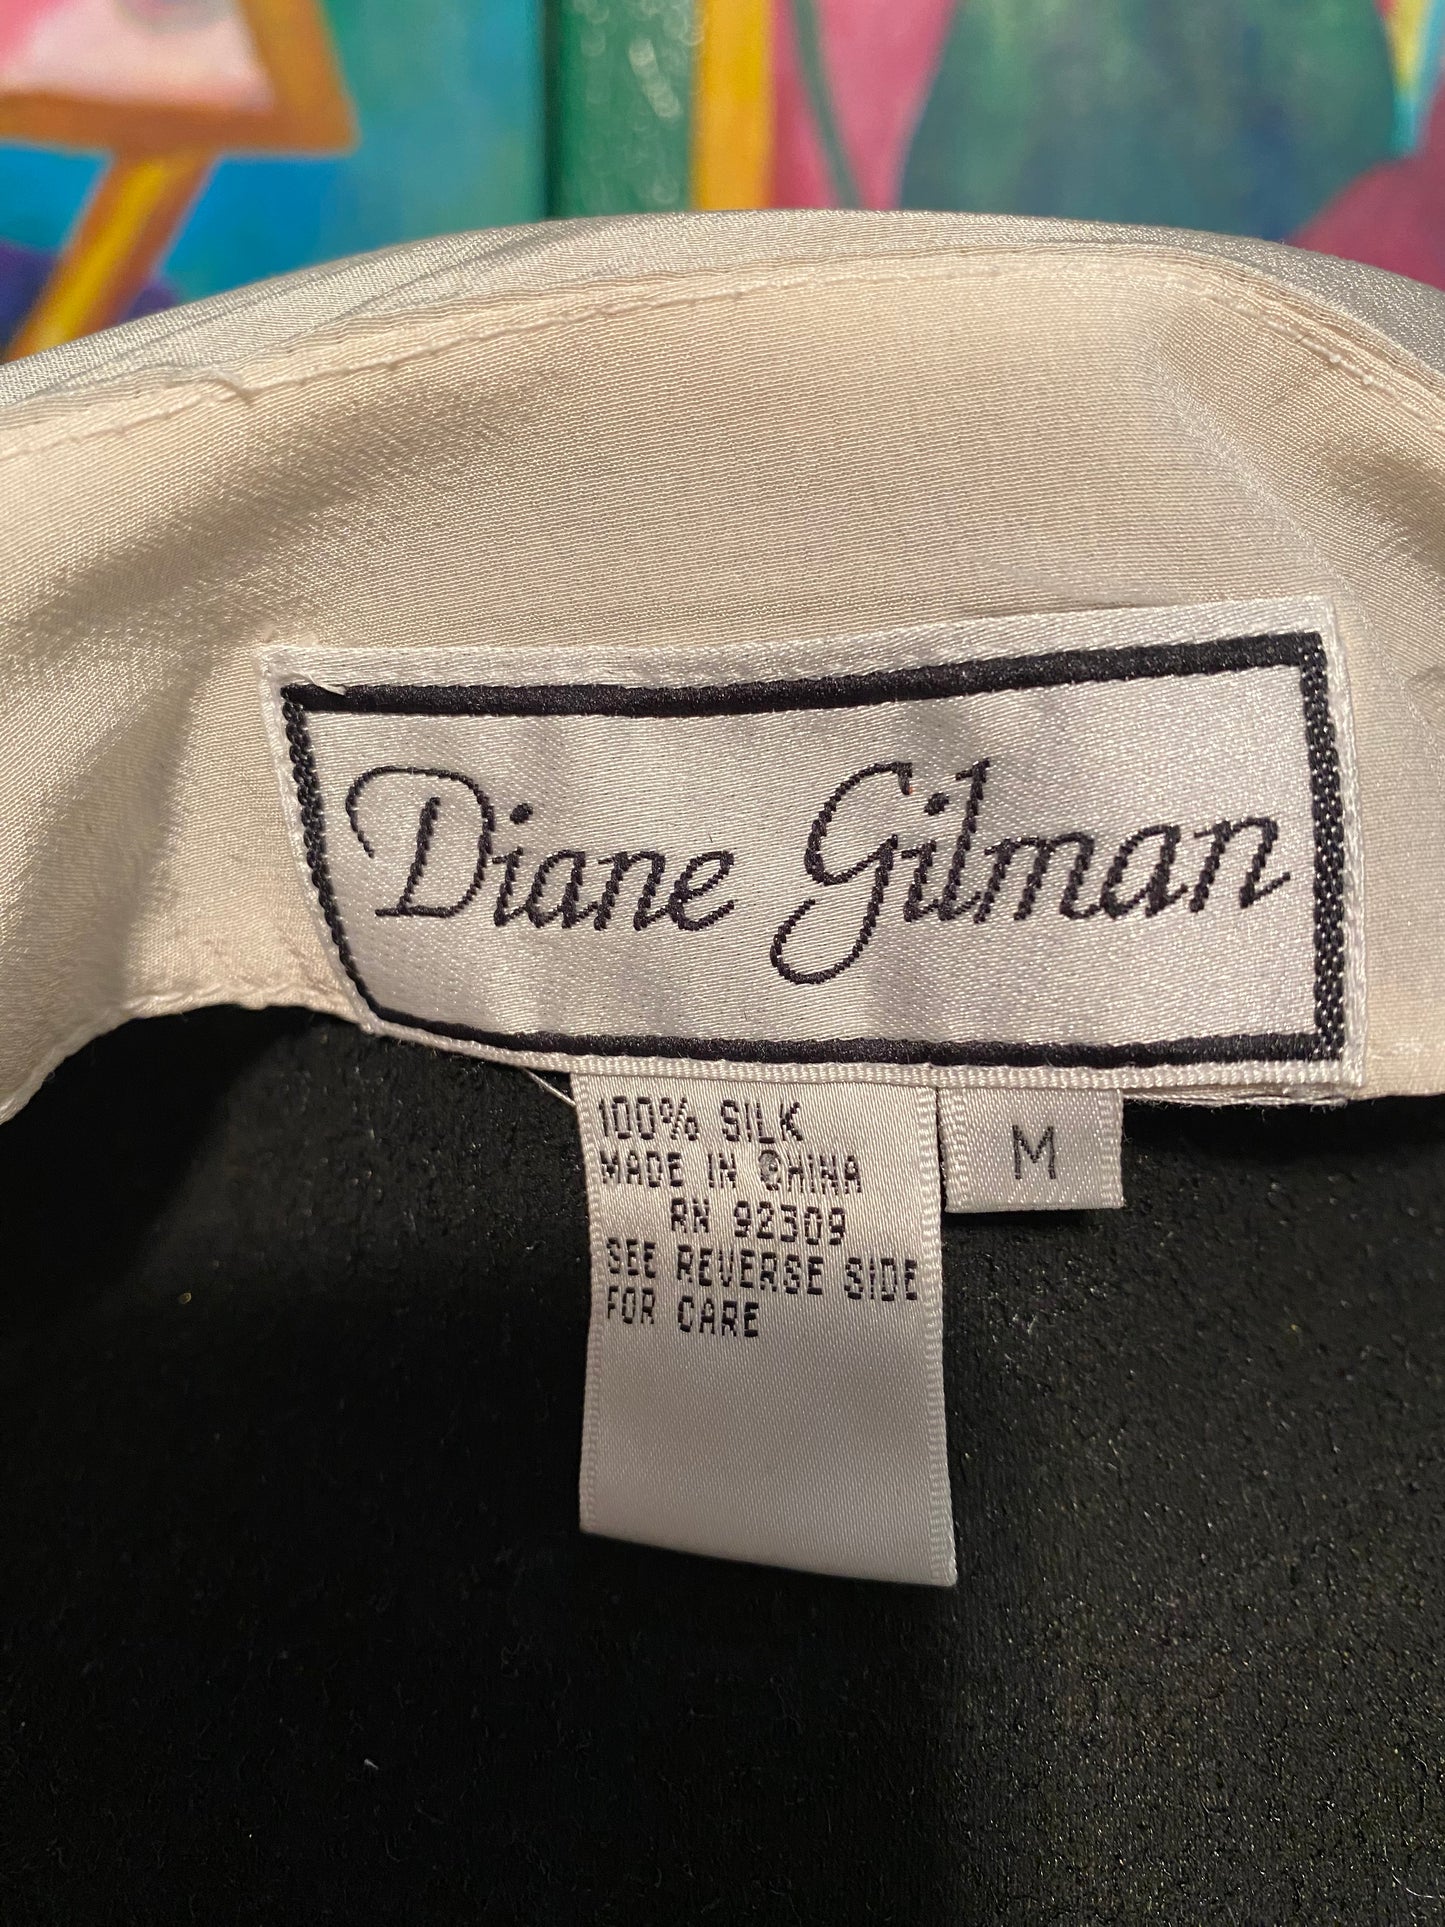 Diane Gilman
100% SILK
MADE IN CHINA
RN 92309
SEE REVERSE SIDE
FOR CARE
M